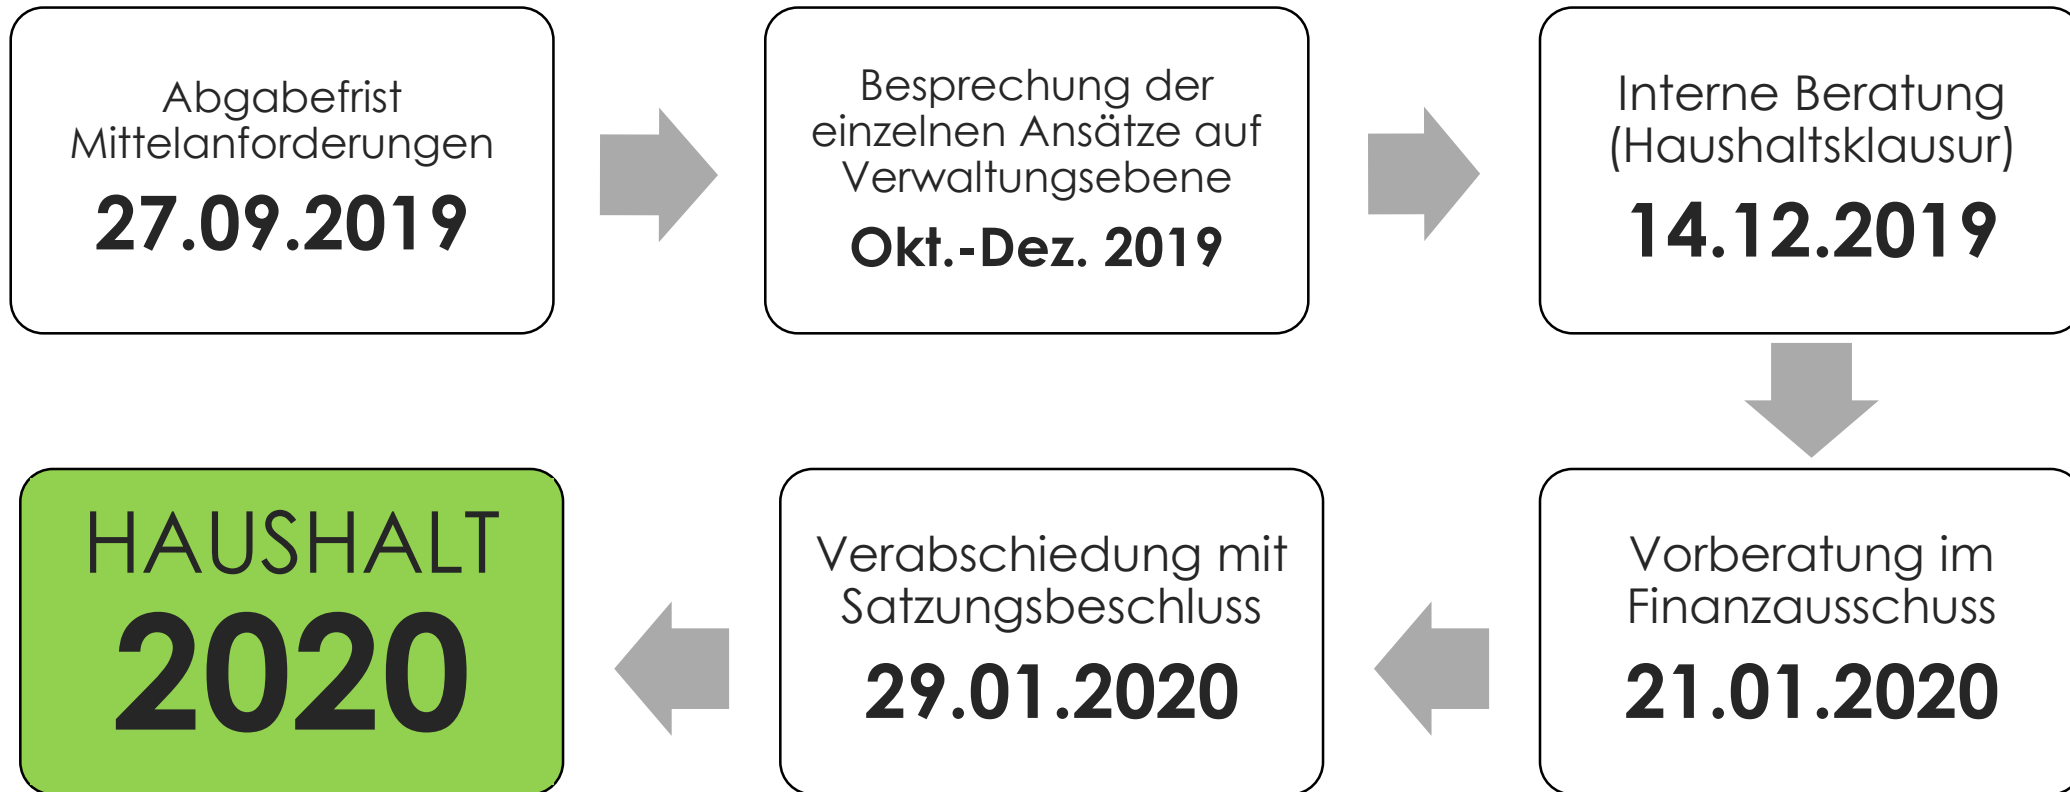 Abgabefrist
Mittelanforderungen
27.09.2019
Besprechung der
einzelnen Ansätze auf
Verwaltungsebene
Okt.-Dez. 2019
Interne Beratung
(Haushaltsklausur)
14.12.2019
Vorberatung im
Finanzausschuss
21.01.2020
Verabschiedung mit
Satzungsbeschluss
29.01.2020
HAUSHALT
2020